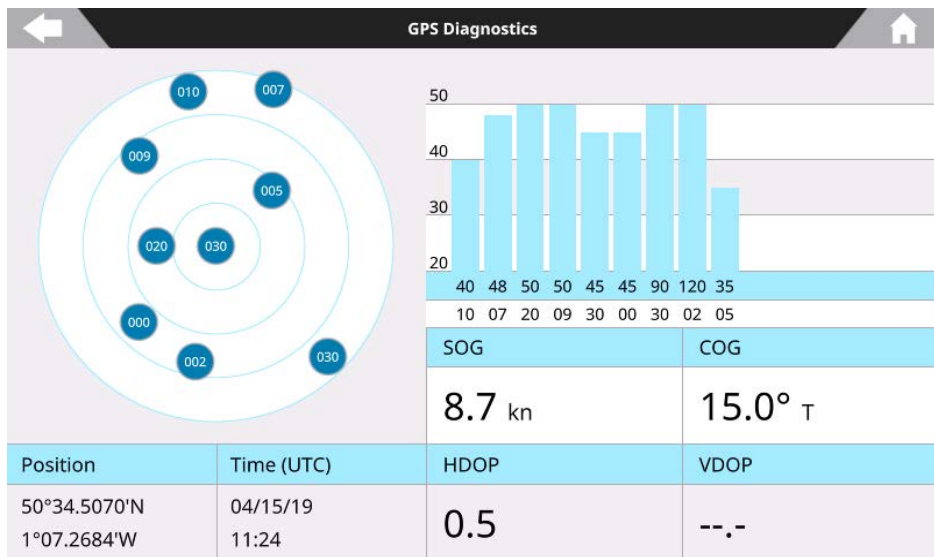 GPS Diagnostics
010
007
009
005
020
030
000
002
030
50
40
30
20
40 48 50 50 45 45 90 120 35
10 07 20 09 30 00 30 02 05
SOG
COG
8.7 kn
15.0° T
Position
Time (UTC)
HDOP
VDOP
50°34.5070'N
1°07.2684'W
04/15/19
11:24
0.5
--.-